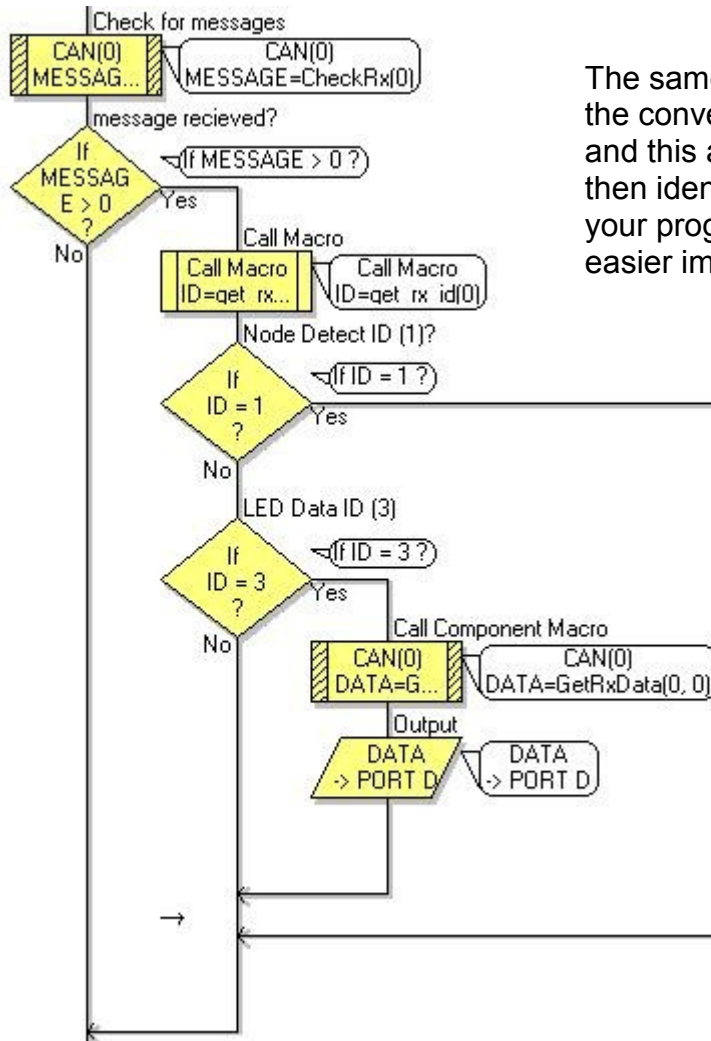 Check for messages
CAN(0)
MESSAG...
CAN(0)
MESSAGE=CheckRx(0)
message recieved?
If
MESSAG
E > 0
?
If MESSAGE > 0 ?
Yes
No
Call Macro
Call Macro
ID=get_rx...
Call Macro
ID=get_rx_id(0)
Node Detect ID (1)?
If
ID = 1
?
If ID = 1 ?
Yes
No
LED Data ID (3)
If
ID = 3
?
If ID = 3 ?
Yes
No
Call Component Macro
CAN(0)
DATA=G...
CAN(0)
DATA=GetRxData(0, 0)
Output
DATA
-> PORT D
DATA
-> PORT D
→
The same
the conve
and this a
then iden
your prog
easier im